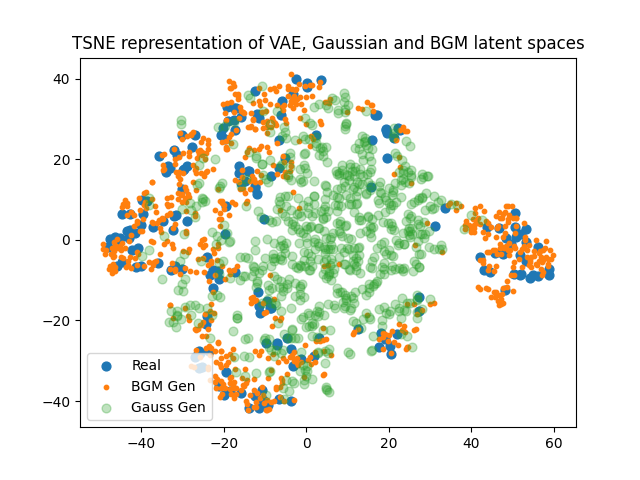 TSNE representation of VAE, Gaussian and BGM latent spaces
40
20
0
−20
−40
Real
BGM Gen
Gauss Gen
−40 −20 0 20 40 60